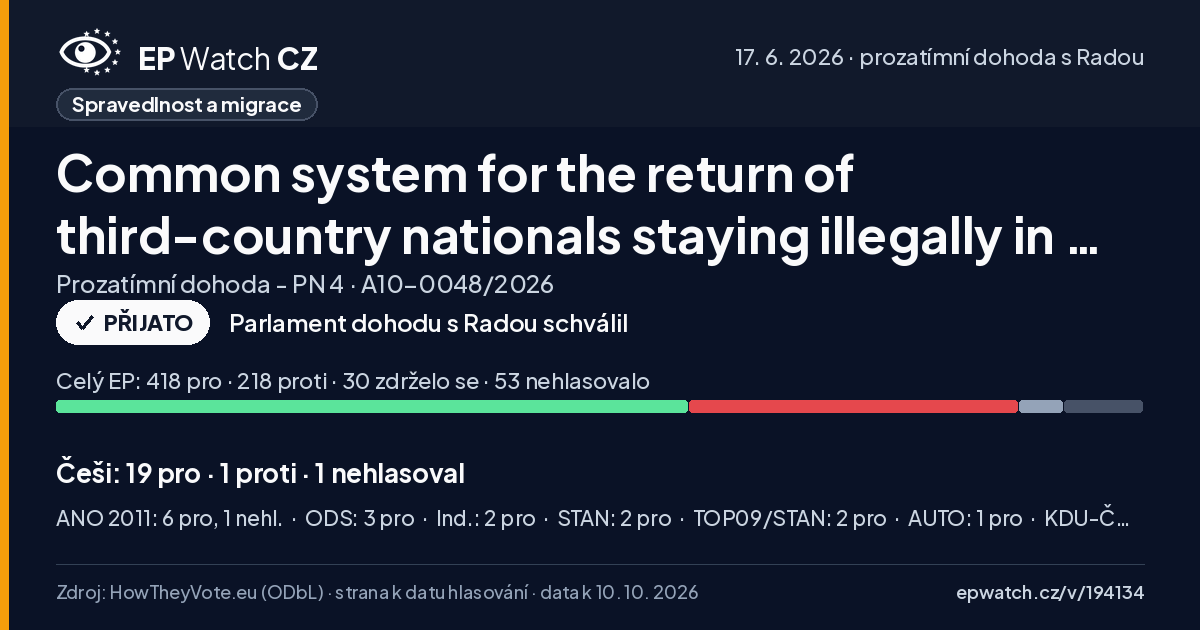 EP Watch CZ
17. 6. 2026 · prozatímní dohoda s Radou
Spravedlnost a migrace
Common system for the return of
third-country nationals staying illegally in …
Prozatímní dohoda - PN 4 · A10-0048/2026
✓ PŘIJATO Parlament dohodu s Radou schválil
Celý EP: 418 pro · 218 proti · 30 zdrželo se · 53 nehlasovalo
Češi: 19 pro · 1 proti · 1 nehlasoval
ANO 2011: 6 pro, 1 nehl. · ODS: 3 pro · Ind.: 2 pro · STAN: 2 pro · TOP09/STAN: 2 pro · AUTO: 1 pro · KDU-Č…
Zdroj: HowTheyVote.eu (ODbL) · strana k datu hlasování · data k 10. 10. 2026
epwatch.cz/v/194134